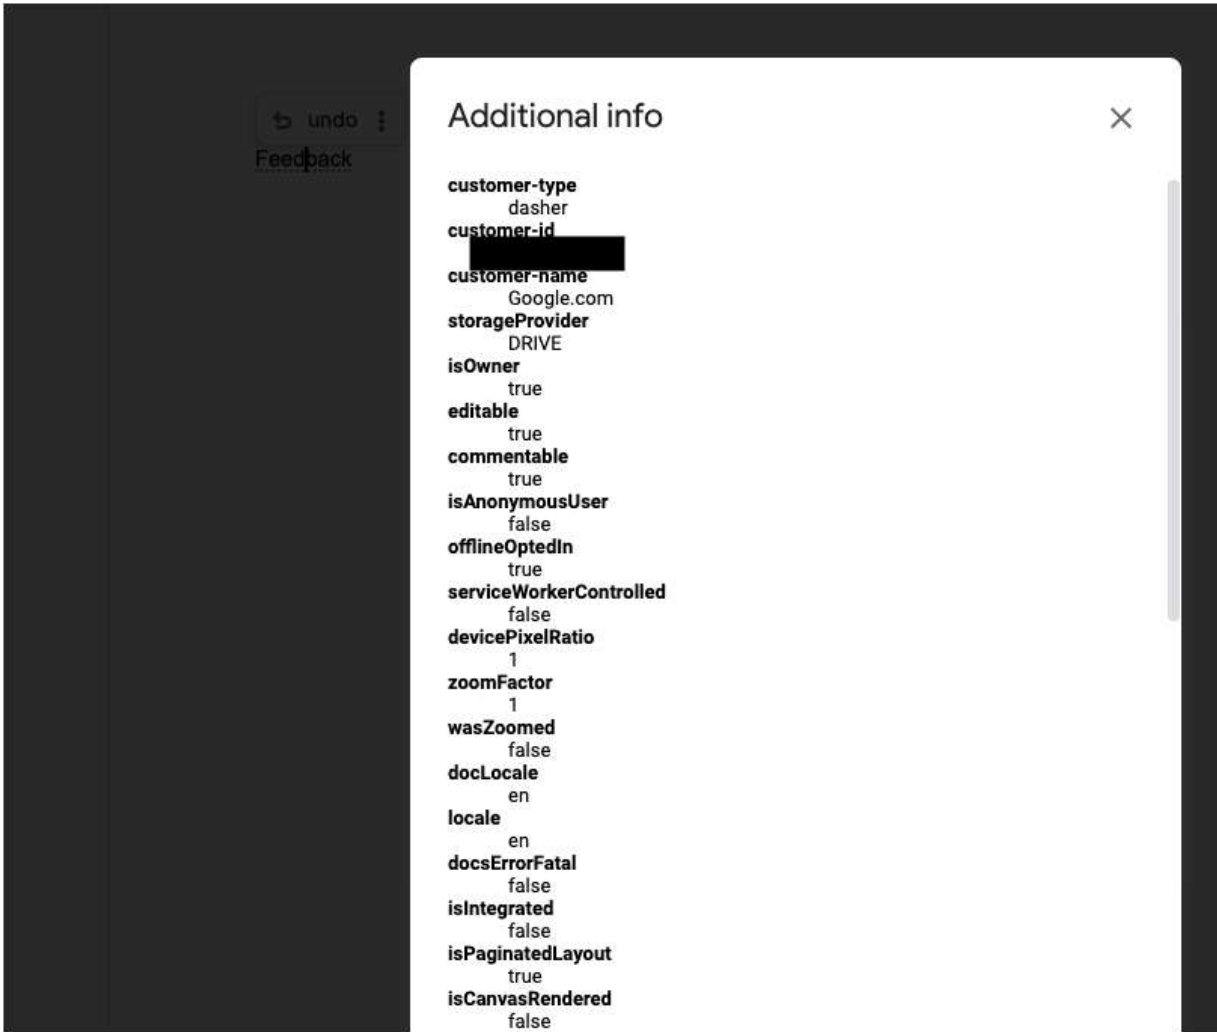 undo
Feedback
Additional info
customer-type
dasher
customer-id
customer-name
Google.com
storageProvider
DRIVE
isOwner
true
editable
true
commentable
true
isAnonymousUser
false
offlineOptedIn
true
serviceWorkerControlled
false
devicePixelRatio
1
zoomFactor
1
wasZoomed
false
docLocale
en
locale
en
docsErrorFatal
false
isIntegrated
false
isPaginatedLayout
true
isCanvasRendered
false